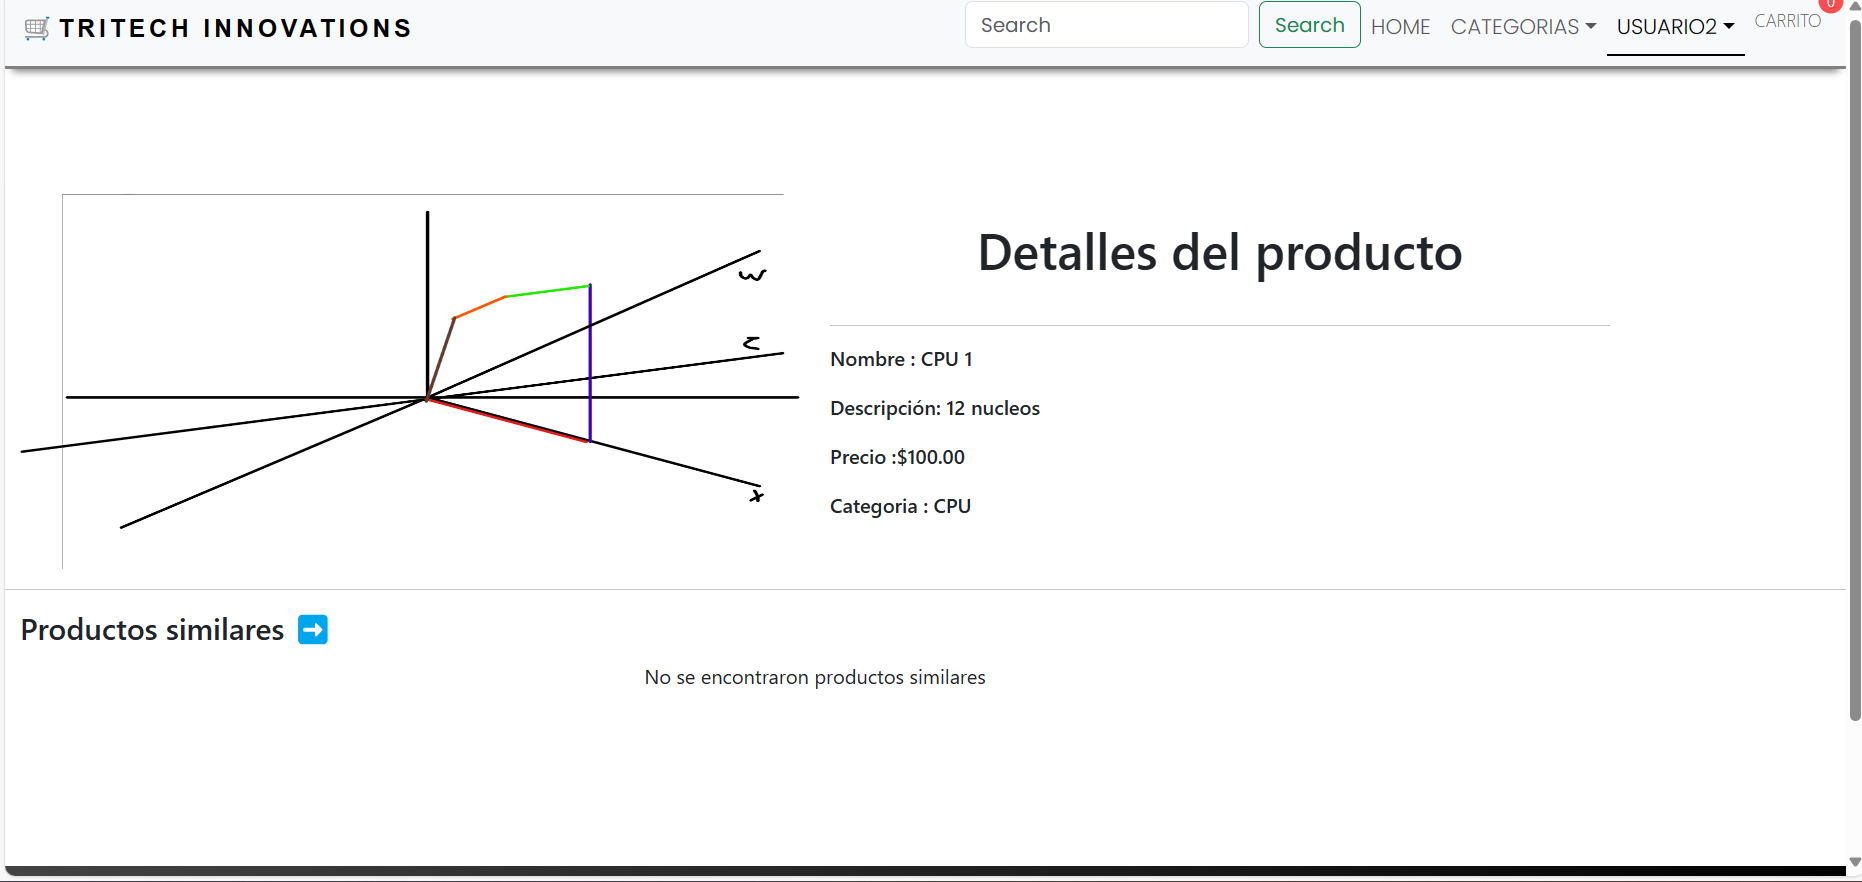 TRITECH INNOVATIONS
Search
Search
HOME
CATEGORIAS
USUARIO2
CARRITO
0
Detalles del producto
w
z
x
Nombre : CPU 1
Descripción: 12 nucleos
Precio :$100.00
Categoria : CPU
Productos similares
No se encontraron productos similares